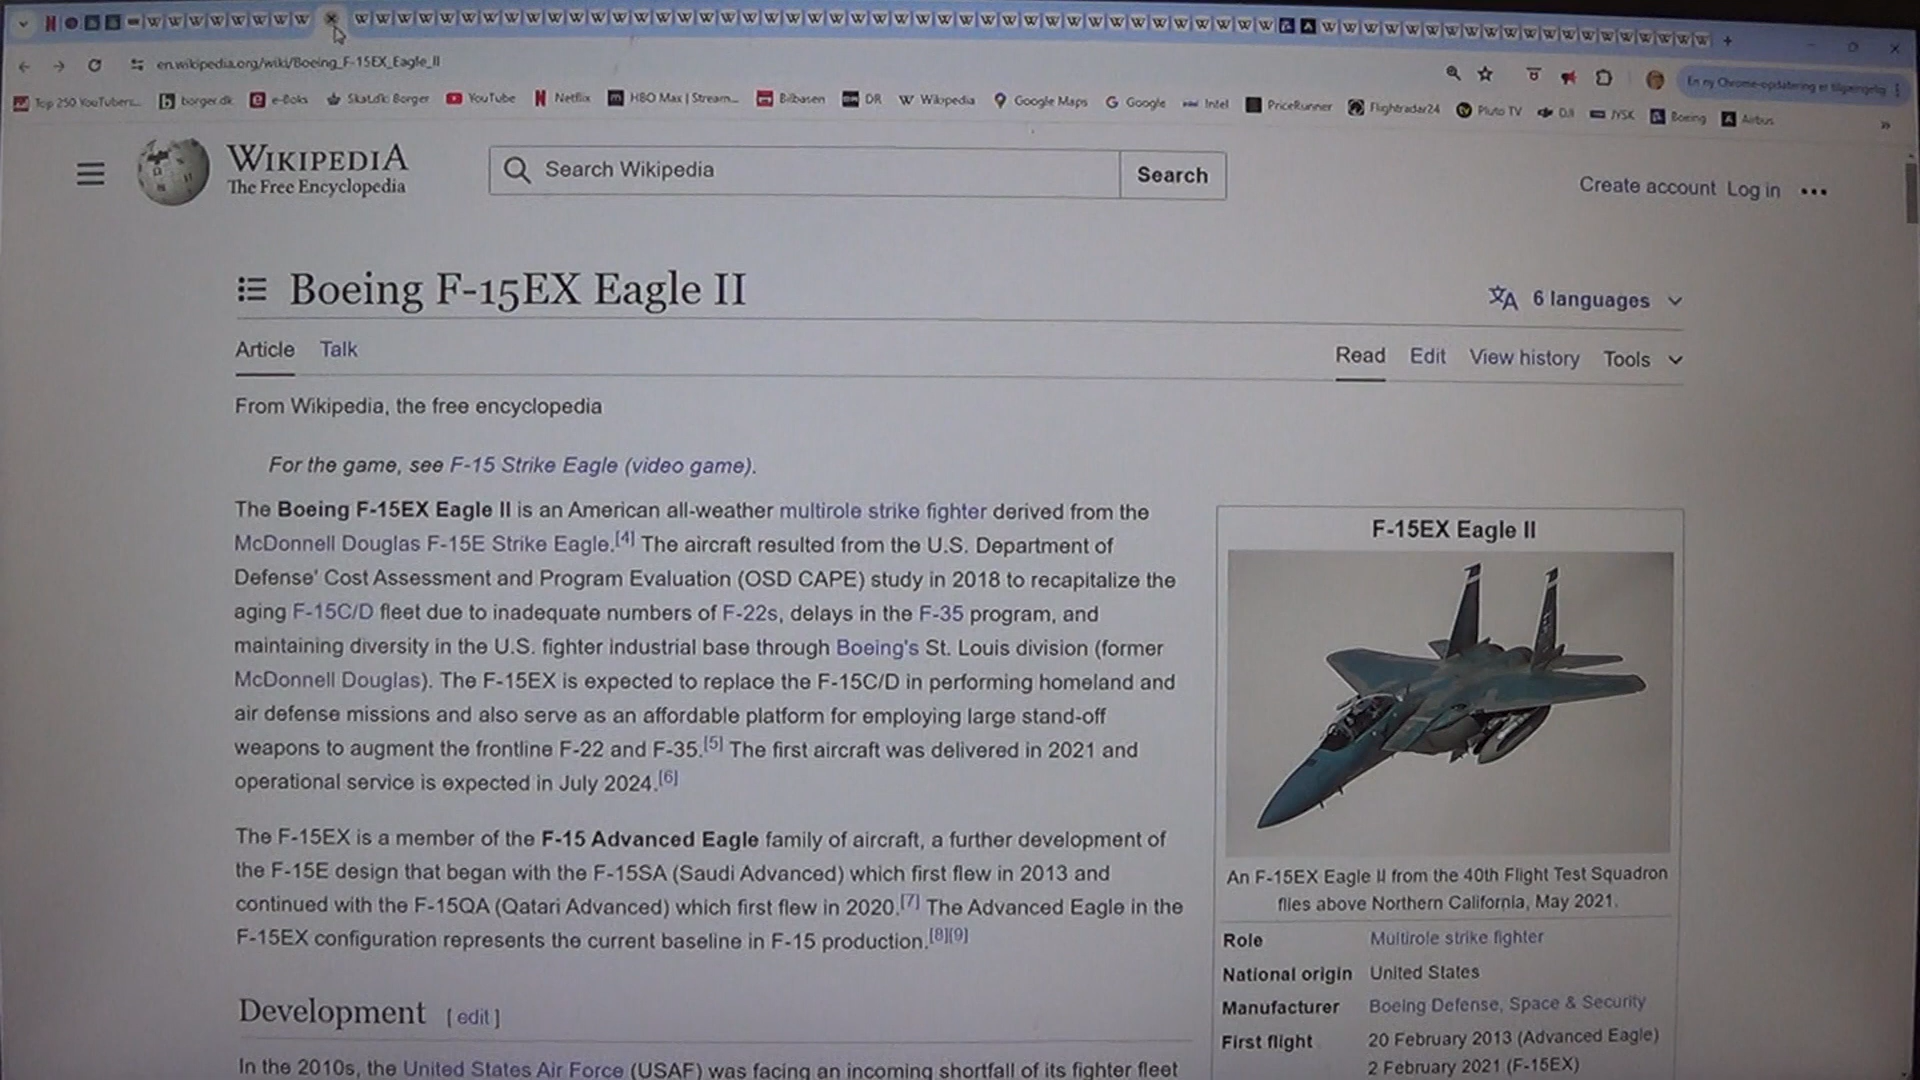 en.wikipedia.org/wiki/Boeing_F-15EX_Eagle_II
En ny Chrome-opdatering er tilgængelig
Top 250 YouTubers... borger.dk e-Boks Skat.dk: Borger YouTube Netflix HBO Max | Stream... Bilbasen DR Wikipedia Google Maps Google Intel PriceRunner Flightradar24 Pluto TV DJI JYSK Boeing Airbus
WIKIPEDIA
The Free Encyclopedia
Search Wikipedia
Search
Create account Log in
Boeing F-15EX Eagle II
6 languages
Article Talk
Read Edit View history Tools
From Wikipedia, the free encyclopedia
For the game, see F-15 Strike Eagle (video game).
The Boeing F-15EX Eagle II is an American all-weather multirole strike fighter derived from the
McDonnell Douglas F-15E Strike Eagle.[4] The aircraft resulted from the U.S. Department of
Defense' Cost Assessment and Program Evaluation (OSD CAPE) study in 2018 to recapitalize the
aging F-15C/D fleet due to inadequate numbers of F-22s, delays in the F-35 program, and
maintaining diversity in the U.S. fighter industrial base through Boeing's St. Louis division (former
McDonnell Douglas). The F-15EX is expected to replace the F-15C/D in performing homeland and
air defense missions and also serve as an affordable platform for employing large stand-off
weapons to augment the frontline F-22 and F-35.[5] The first aircraft was delivered in 2021 and
operational service is expected in July 2024.[6]
The F-15EX is a member of the F-15 Advanced Eagle family of aircraft, a further development of
the F-15E design that began with the F-15SA (Saudi Advanced) which first flew in 2013 and
continued with the F-15QA (Qatari Advanced) which first flew in 2020.[7] The Advanced Eagle in the
F-15EX configuration represents the current baseline in F-15 production.[8][9]
Development [ edit ]
In the 2010s, the United States Air Force (USAF) was facing an incoming shortfall of its fighter fleet
F-15EX Eagle II
An F-15EX Eagle II from the 40th Flight Test Squadron
flies above Northern California, May 2021.
Role Multirole strike fighter
National origin United States
Manufacturer Boeing Defense, Space & Security
First flight 20 February 2013 (Advanced Eagle)
2 February 2021 (F-15EX)